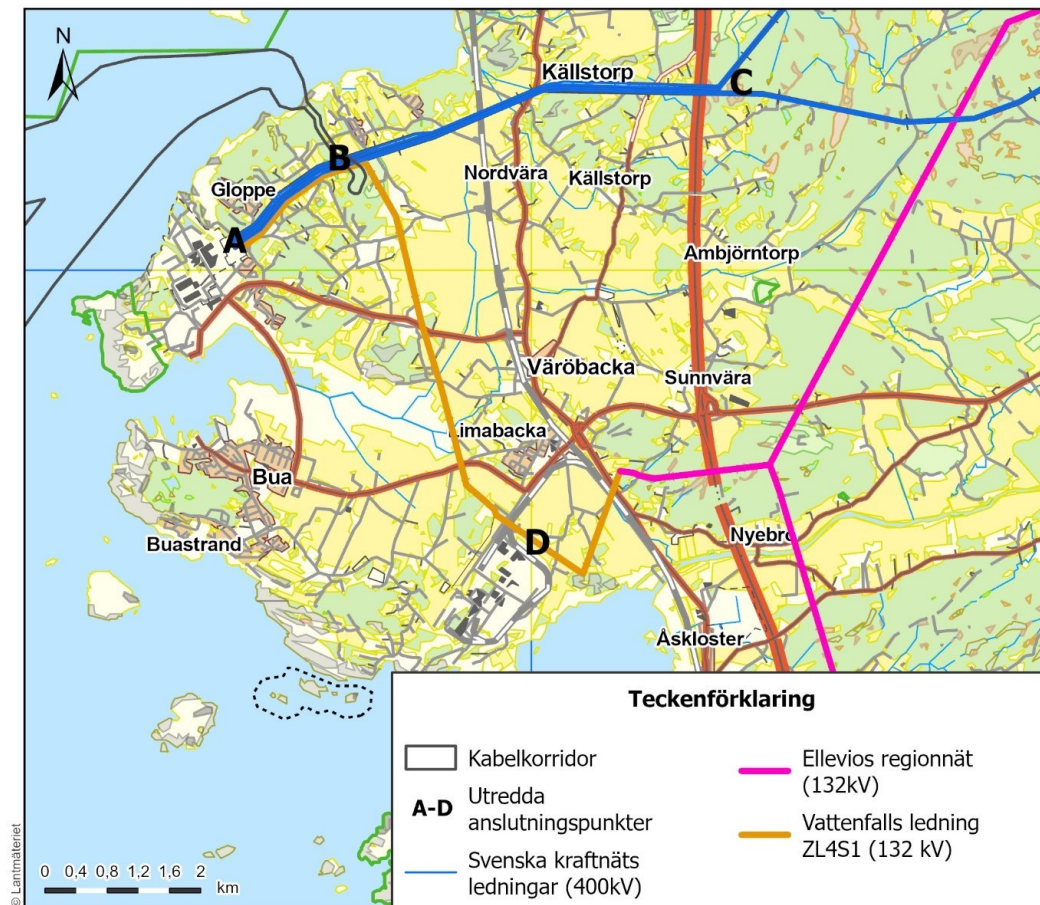 N
Källstorp
C
B
Nordvära
Källstorp
Gloppe
A
Ambjörntorp
Väröbacka
Sunnvära
Limabacka
Bua
Buastrand
D
Nyebro
Åskloster
Teckenförklaring
Kabelkorridor
A-D Utredda
anslutningspunkter
Svenska kraftnäts
ledningar (400kV)
Ellevios regionnät
(132kV)
Vattenfalls ledning
ZL4S1 (132 kV)
0 0,4 0,8 1,2 1,6 2
km
© Lantmäteriet